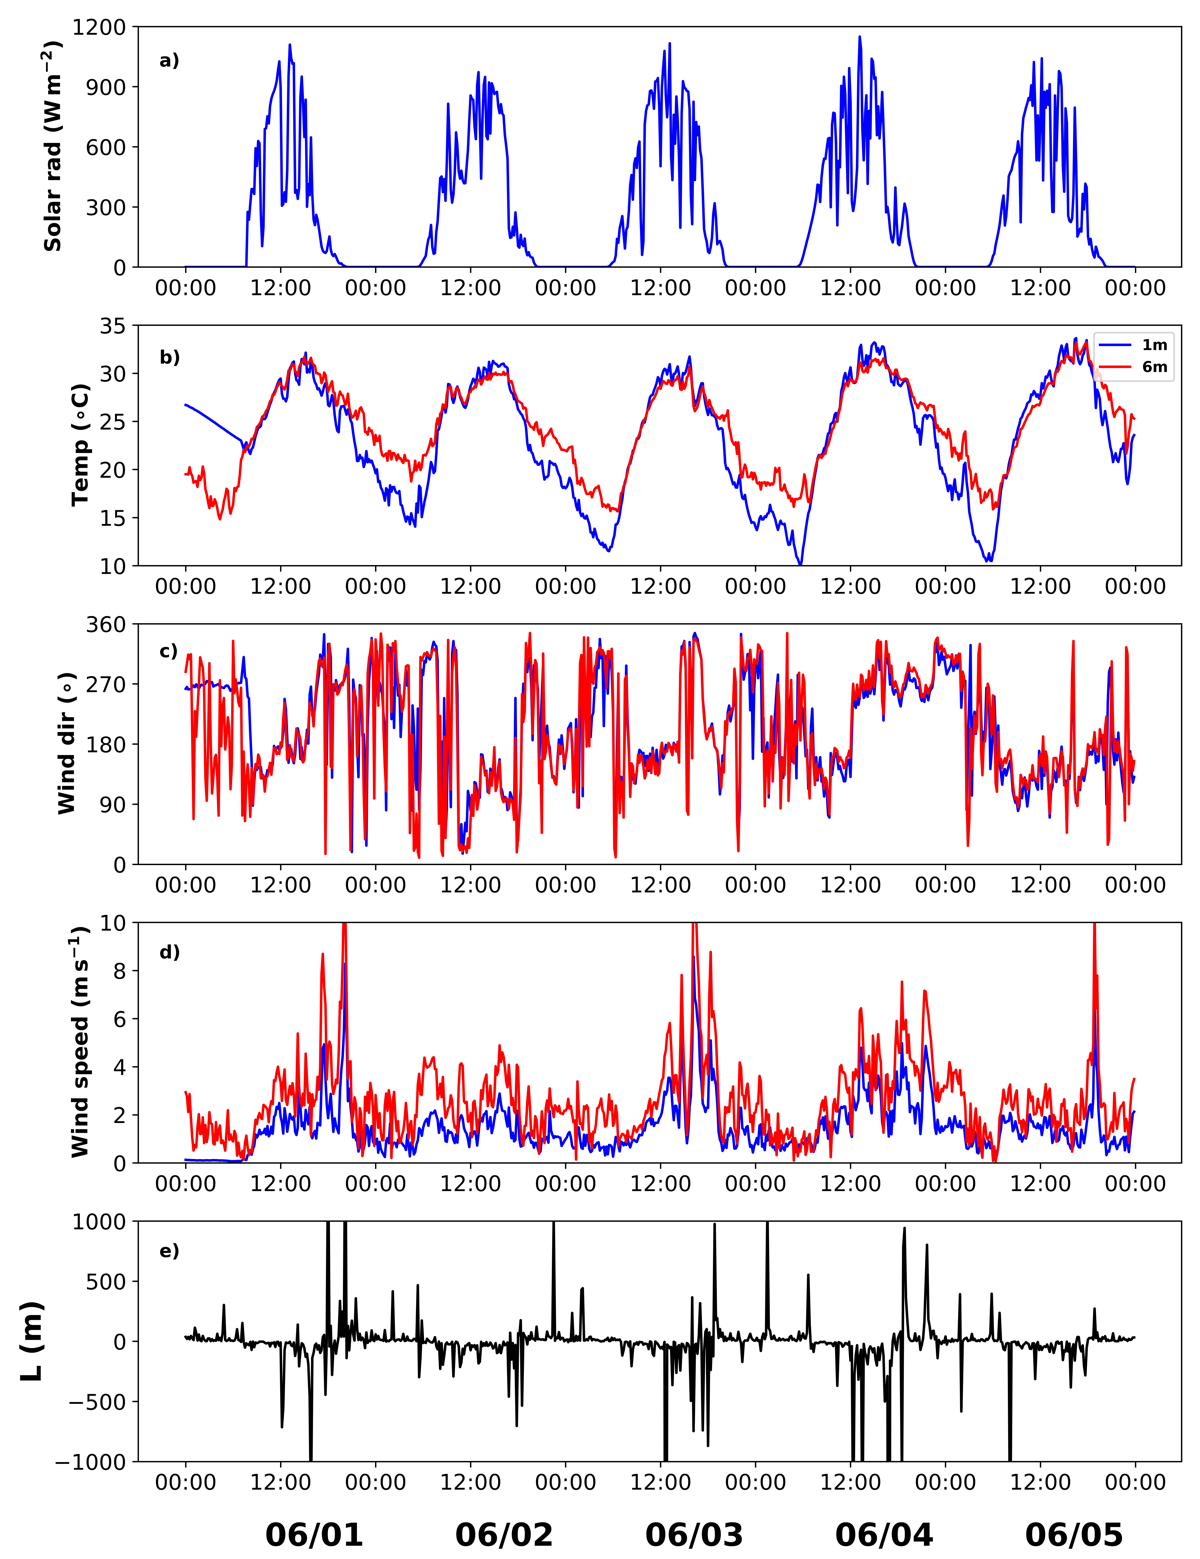 1200
900
600
300
0
Solar rad (W m−2)
a)
00:00 12:00 00:00 12:00 00:00 12:00 00:00 12:00 00:00 12:00 00:00
35
30
25
20
15
10
Temp (∘C)
b)
1m
6m
00:00 12:00 00:00 12:00 00:00 12:00 00:00 12:00 00:00 12:00 00:00
360
270
180
90
0
Wind dir (∘)
c)
00:00 12:00 00:00 12:00 00:00 12:00 00:00 12:00 00:00 12:00 00:00
10
8
6
4
2
0
Wind speed (m s−1)
d)
00:00 12:00 00:00 12:00 00:00 12:00 00:00 12:00 00:00 12:00 00:00
1000
500
0
−500
−1000
L (m)
e)
00:00 12:00 00:00 12:00 00:00 12:00 00:00 12:00 00:00 12:00 00:00
06/01 06/02 06/03 06/04 06/05